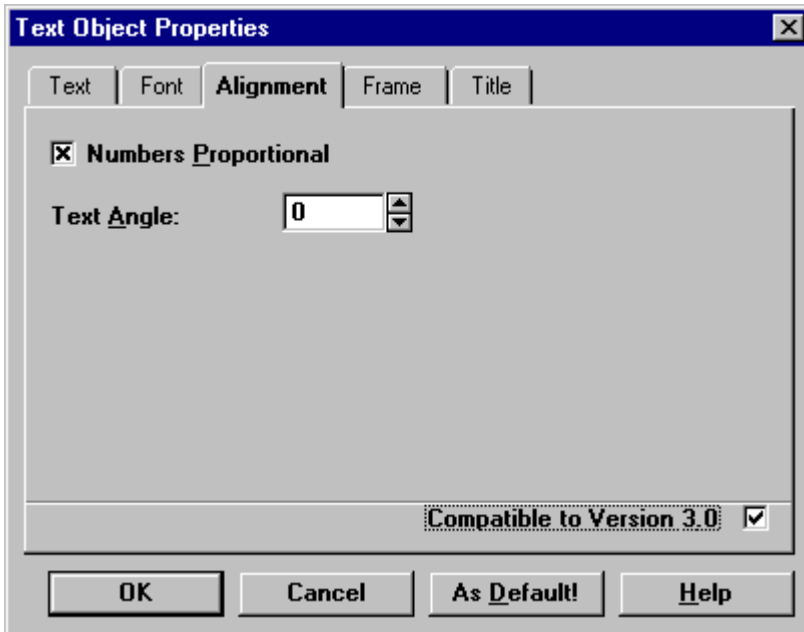 Text Object Properties
Text Font Alignment Frame Title
Numbers Proportional
Text Angle: 0
Compatible to Version 3.0
OK Cancel As Default! Help